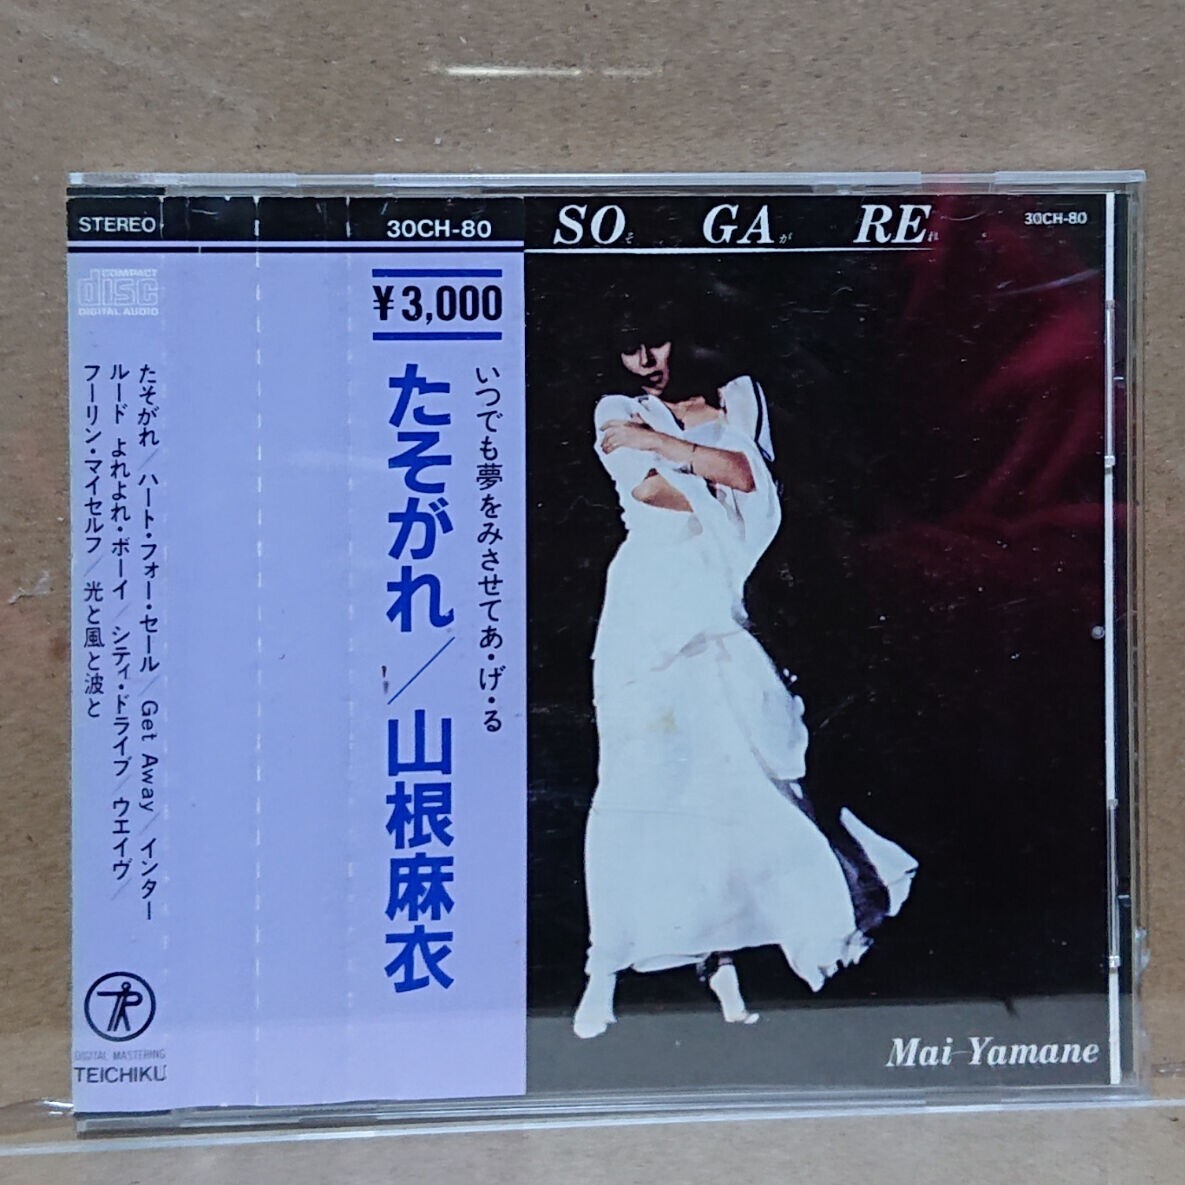 STEREO
30CH-80
COMPACT
disc
DIGITAL AUDIO
¥3,000
いつでも夢をみさせてあ・げ・る
たそがれ／山根麻衣
たそがれ／ハート・フォー・セール／Get Away／インター
ルード よれよれ・ボーイ／シティ・ドライブ／ウエイヴ／
フーリン・マイセルフ／光と風と波と
DIGITAL MASTERING
TEICHIKU
SO GA RE
そ が れ
30CH-80
Mai Yamane